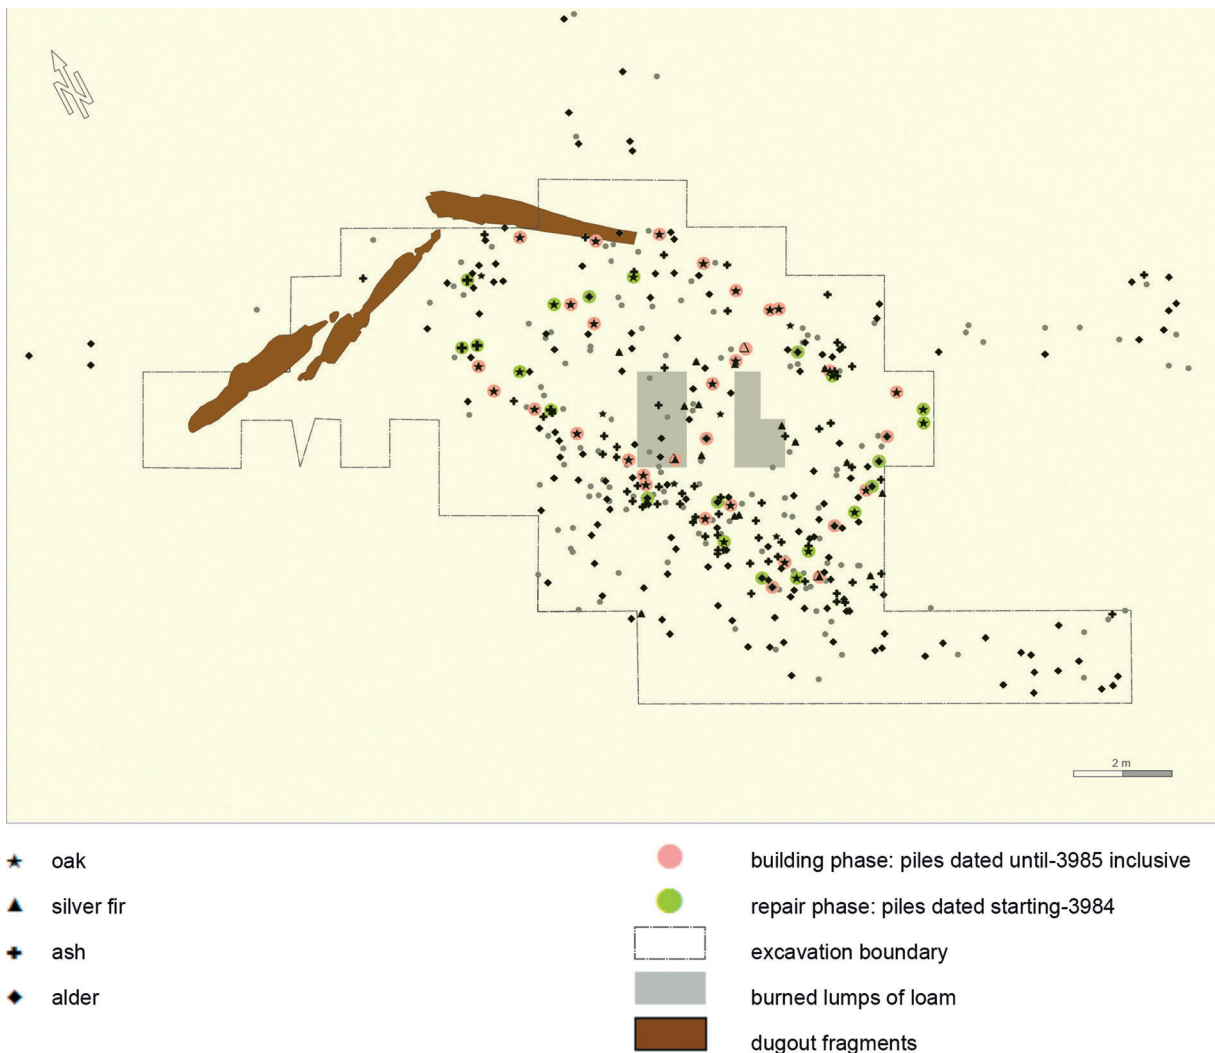 N
2 m
oak
silver fir
ash
alder
building phase: piles dated until-3985 inclusive
repair phase: piles dated starting-3984
excavation boundary
burned lumps of loam
dugout fragments